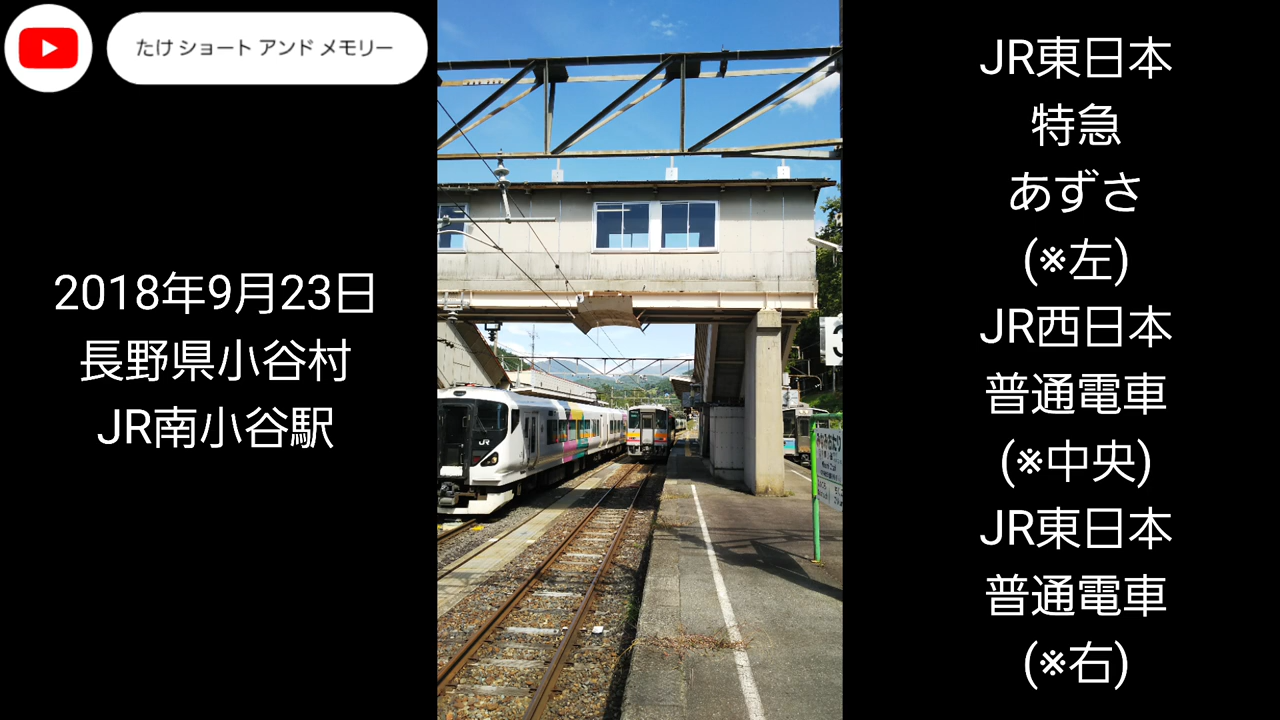 たけ ショート アンド メモリー
2018年9月23日
長野県小谷村
JR南小谷駅
JR東日本
特急
あずさ
(※左)
JR西日本
普通電車
(※中央)
JR東日本
普通電車
(※右)
JR
3